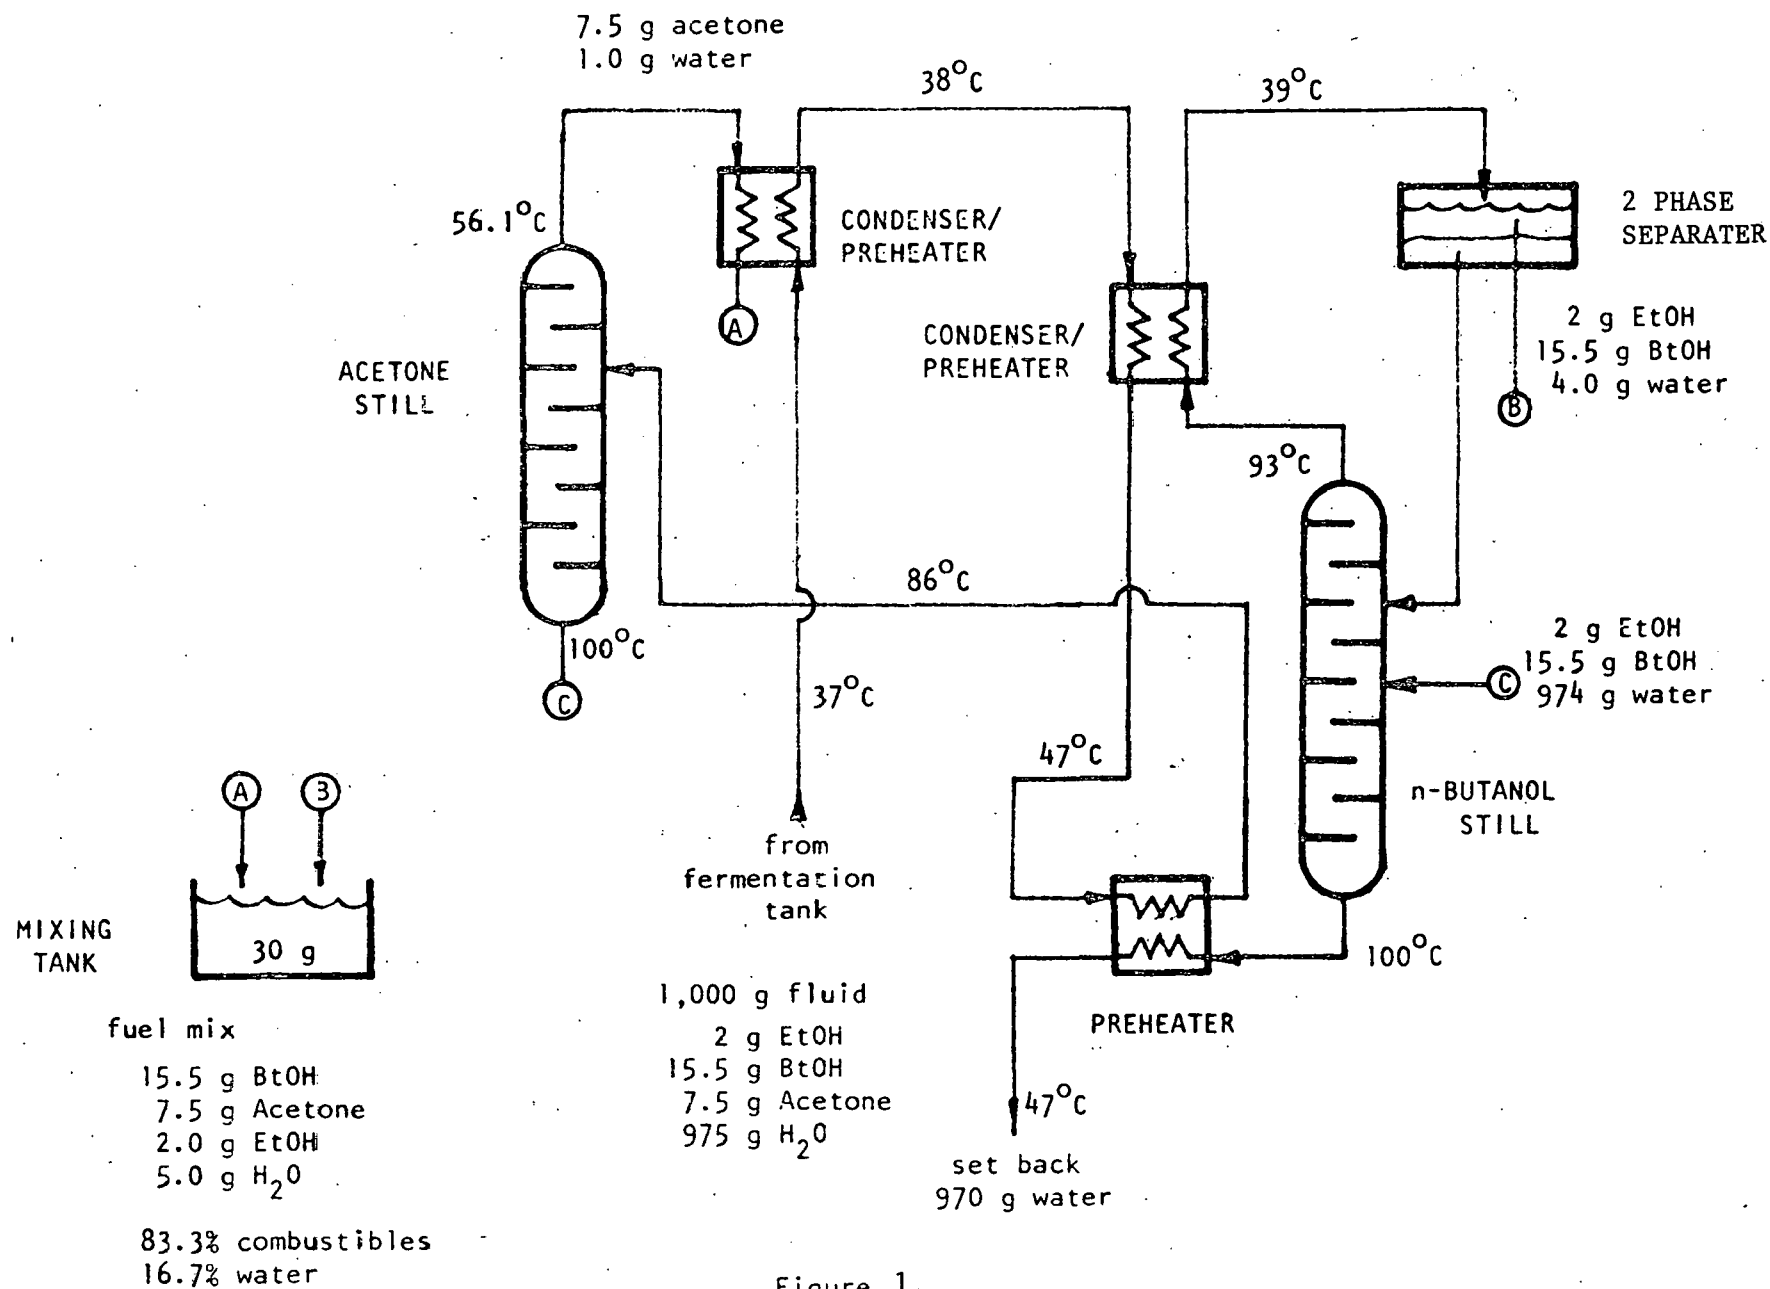 7.5 g acetone
1.0 g water
38°C
39°C
56.1°C
CONDENSER/
PREHEATER
2 PHASE
SEPARATER
A
CONDENSER/
PREHEATER
2 g EtOH
15.5 g BtOH
4.0 g water
B
ACETONE
STILL
93°C
86°C
100°C
C
37°C
2 g EtOH
15.5 g BtOH
974 g water
C
47°C
n-BUTANOL
STILL
A
3
from
fermentation
tank
MIXING
TANK
30 g
100°C
PREHEATER
fuel mix
15.5 g BtOH
7.5 g Acetone
2.0 g EtOH
5.0 g H₂O
83.3% combustibles
16.7% water
1,000 g fluid
2 g EtOH
15.5 g BtOH
7.5 g Acetone
975 g H₂O
47°C
set back
970 g water
Figure 1